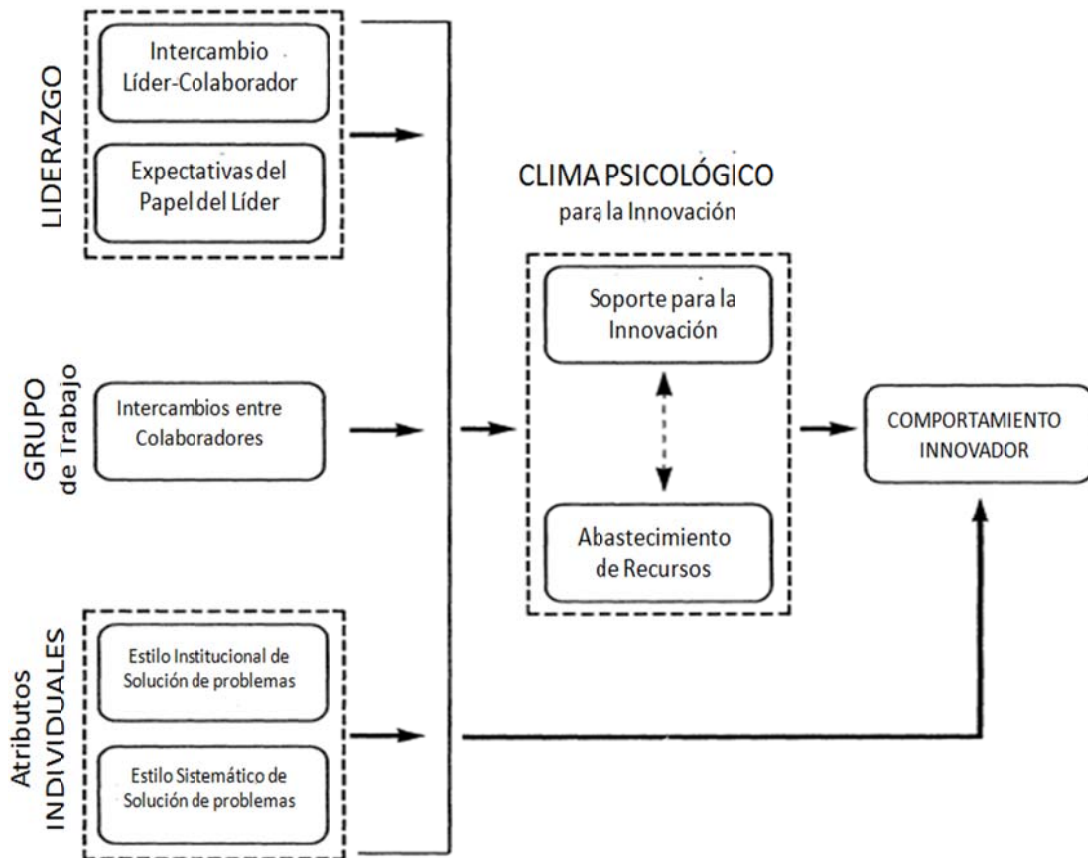 LIDERAZGO
Intercambio
Líder-Colaborador
Expectativas del
Papel del Líder
GRUPO
de Trabajo
Intercambios entre
Colaboradores
Atributos
INDIVIDUALES
Estilo Institucional de
Solución de problemas
Estilo Sistemático de
Solución de problemas
CLIMA PSICOLÓGICO
para la Innovación
Soporte para la
Innovación
Abastecimiento
de Recursos
COMPORTAMIENTO
INNOVADOR